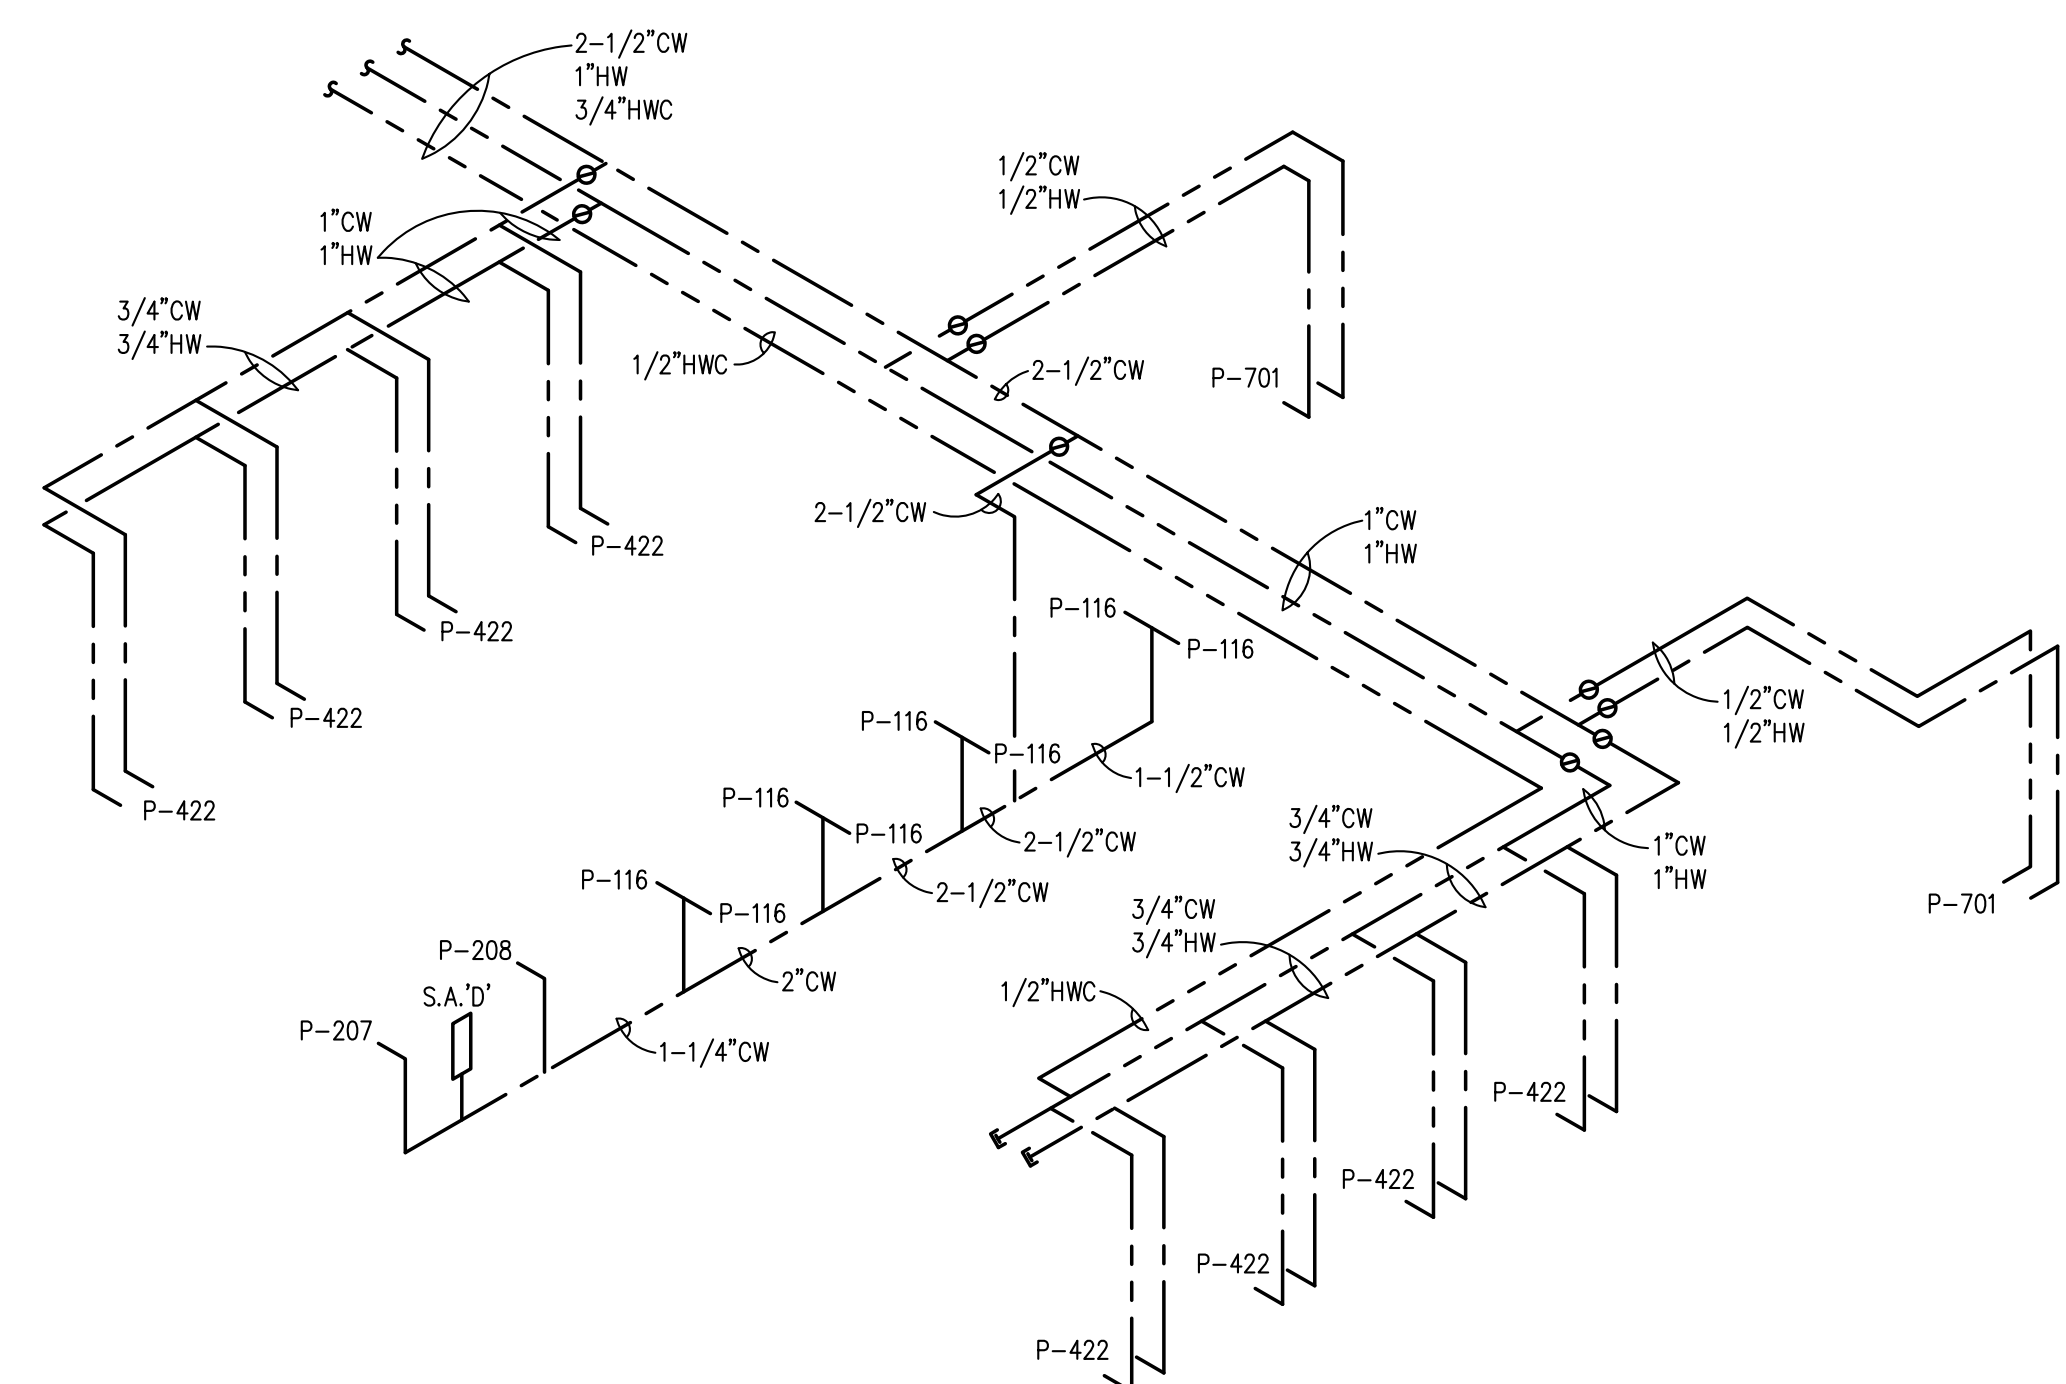 2-1/2"CW
1"HW
3/4"HWC
1/2"CW
1/2"HW
1"CW
1"HW
3/4"CW
3/4"HW
1/2"HWC
2-1/2"CW
P-701
2-1/2"CW
1"CW
1"HW
P-422
P-422
P-422
P-422
P-116
P-116
P-116
P-116
1-1/2"CW
1/2"CW
1/2"HW
P-116
P-116
2-1/2"CW
3/4"CW
3/4"HW
1"CW
1"HW
P-116
P-116
2-1/2"CW
P-701
3/4"CW
3/4"HW
P-208
2"CW
S.A.'D'
1/2"HWC
P-207
1-1/4"CW
P-422
P-422
P-422
P-422